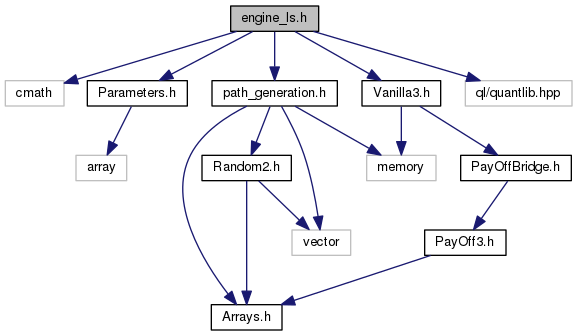 engine_ls.h
cmath
Parameters.h
path_generation.h
Vanilla3.h
ql/quantlib.hpp
array
Random2.h
memory
PayOffBridge.h
vector
PayOff3.h
Arrays.h